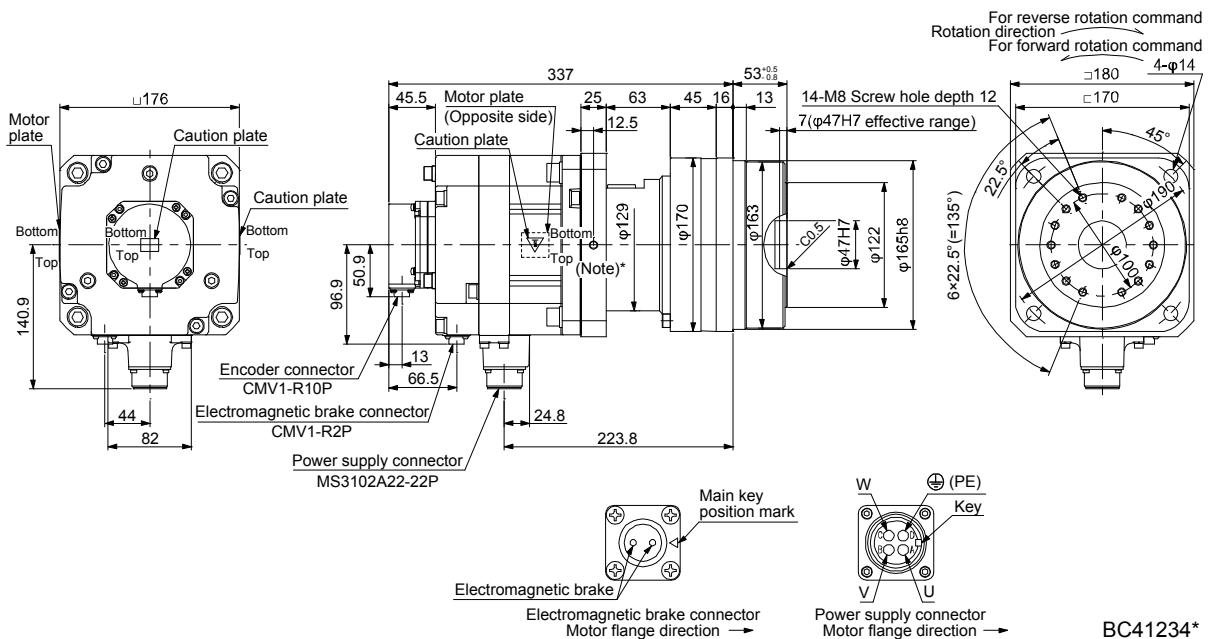 For reverse rotation command
Rotation direction
For forward rotation command
4-φ14
□176
Motor plate
Caution plate
Caution plate
Bottom
Top
Bottom
Top
Bottom
Top
140.9
44
82
337
53 +0.5 -0.8
45.5
Motor plate
(Opposite side)
Caution plate
25
63
45
16
13
12.5
7(φ47H7 effective range)
Bottom
Top
(Note)*
φ129
φ170
φ163
C0.5
φ47H7
φ122
φ165h8
50.9
96.9
13
66.5
24.8
223.8
Encoder connector
CMV1-R10P
Electromagnetic brake connector
CMV1-R2P
Power supply connector
MS3102A22-22P
□180
□170
14-M8 Screw hole depth 12
45°
22.5°
6×22.5°(=135°)
φ190
φ100
Main key
position mark
Electromagnetic brake
Electromagnetic brake connector
Motor flange direction
W
(PE)
Key
C
D
B
A
V
U
Power supply connector
Motor flange direction
BC41234*